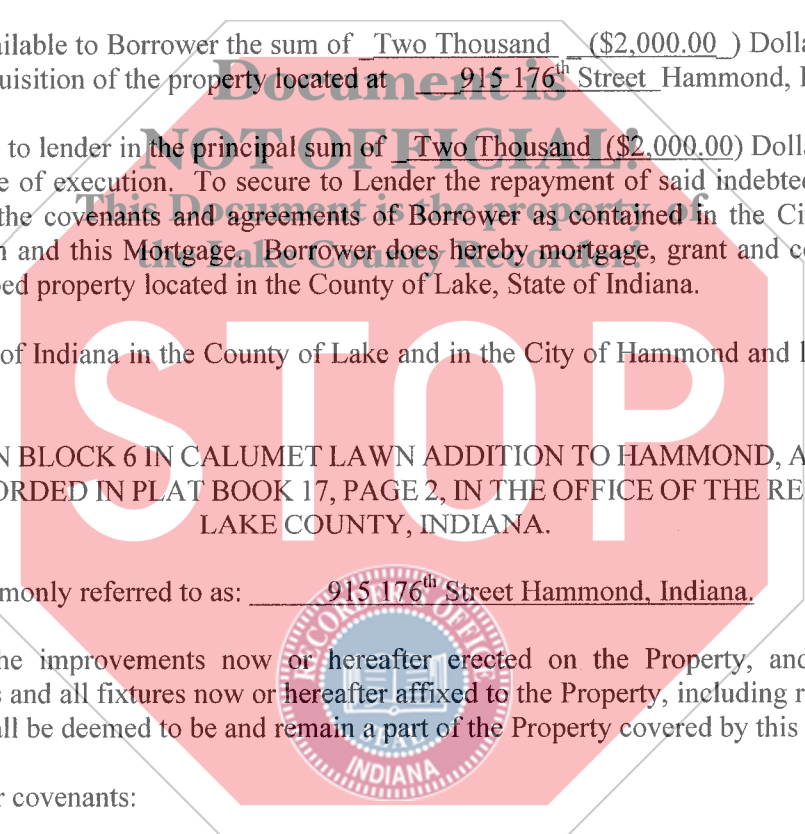 ailable to Borrower the sum of _Two Thousand_ _($2,000.00_) Dolla
uisition of the property located at ___915 176th Street_Hammond, I
Document is
to lender in the principal sum of _Two Thousand_($2,000.00) Dolla
NOT OFFICIAL!
e of execution. To secure to Lender the repayment of said indebted
the covenants and agreements of Borrower as contained in the Ci
This Document is the property of
n and this Mortgage. Borrower does hereby mortgage, grant and c
the Lake County Recorder!
ed property located in the County of Lake, State of Indiana.
STOP
of Indiana in the County of Lake and in the City of Hammond and
N BLOCK 6 IN CALUMET LAWN ADDITION TO HAMMOND, A
ORDED IN PLAT BOOK 17, PAGE 2, IN THE OFFICE OF THE RE
LAKE COUNTY, INDIANA.
monly referred to as: ______915 176th Street Hammond, Indiana.
RECORDER'S OFFICE
SEAL
INDIANA
he improvements now or hereafter erected on the Property, and
s and all fixtures now or hereafter affixed to the Property, including r
all be deemed to be and remain a part of the Property covered by this
r covenants: